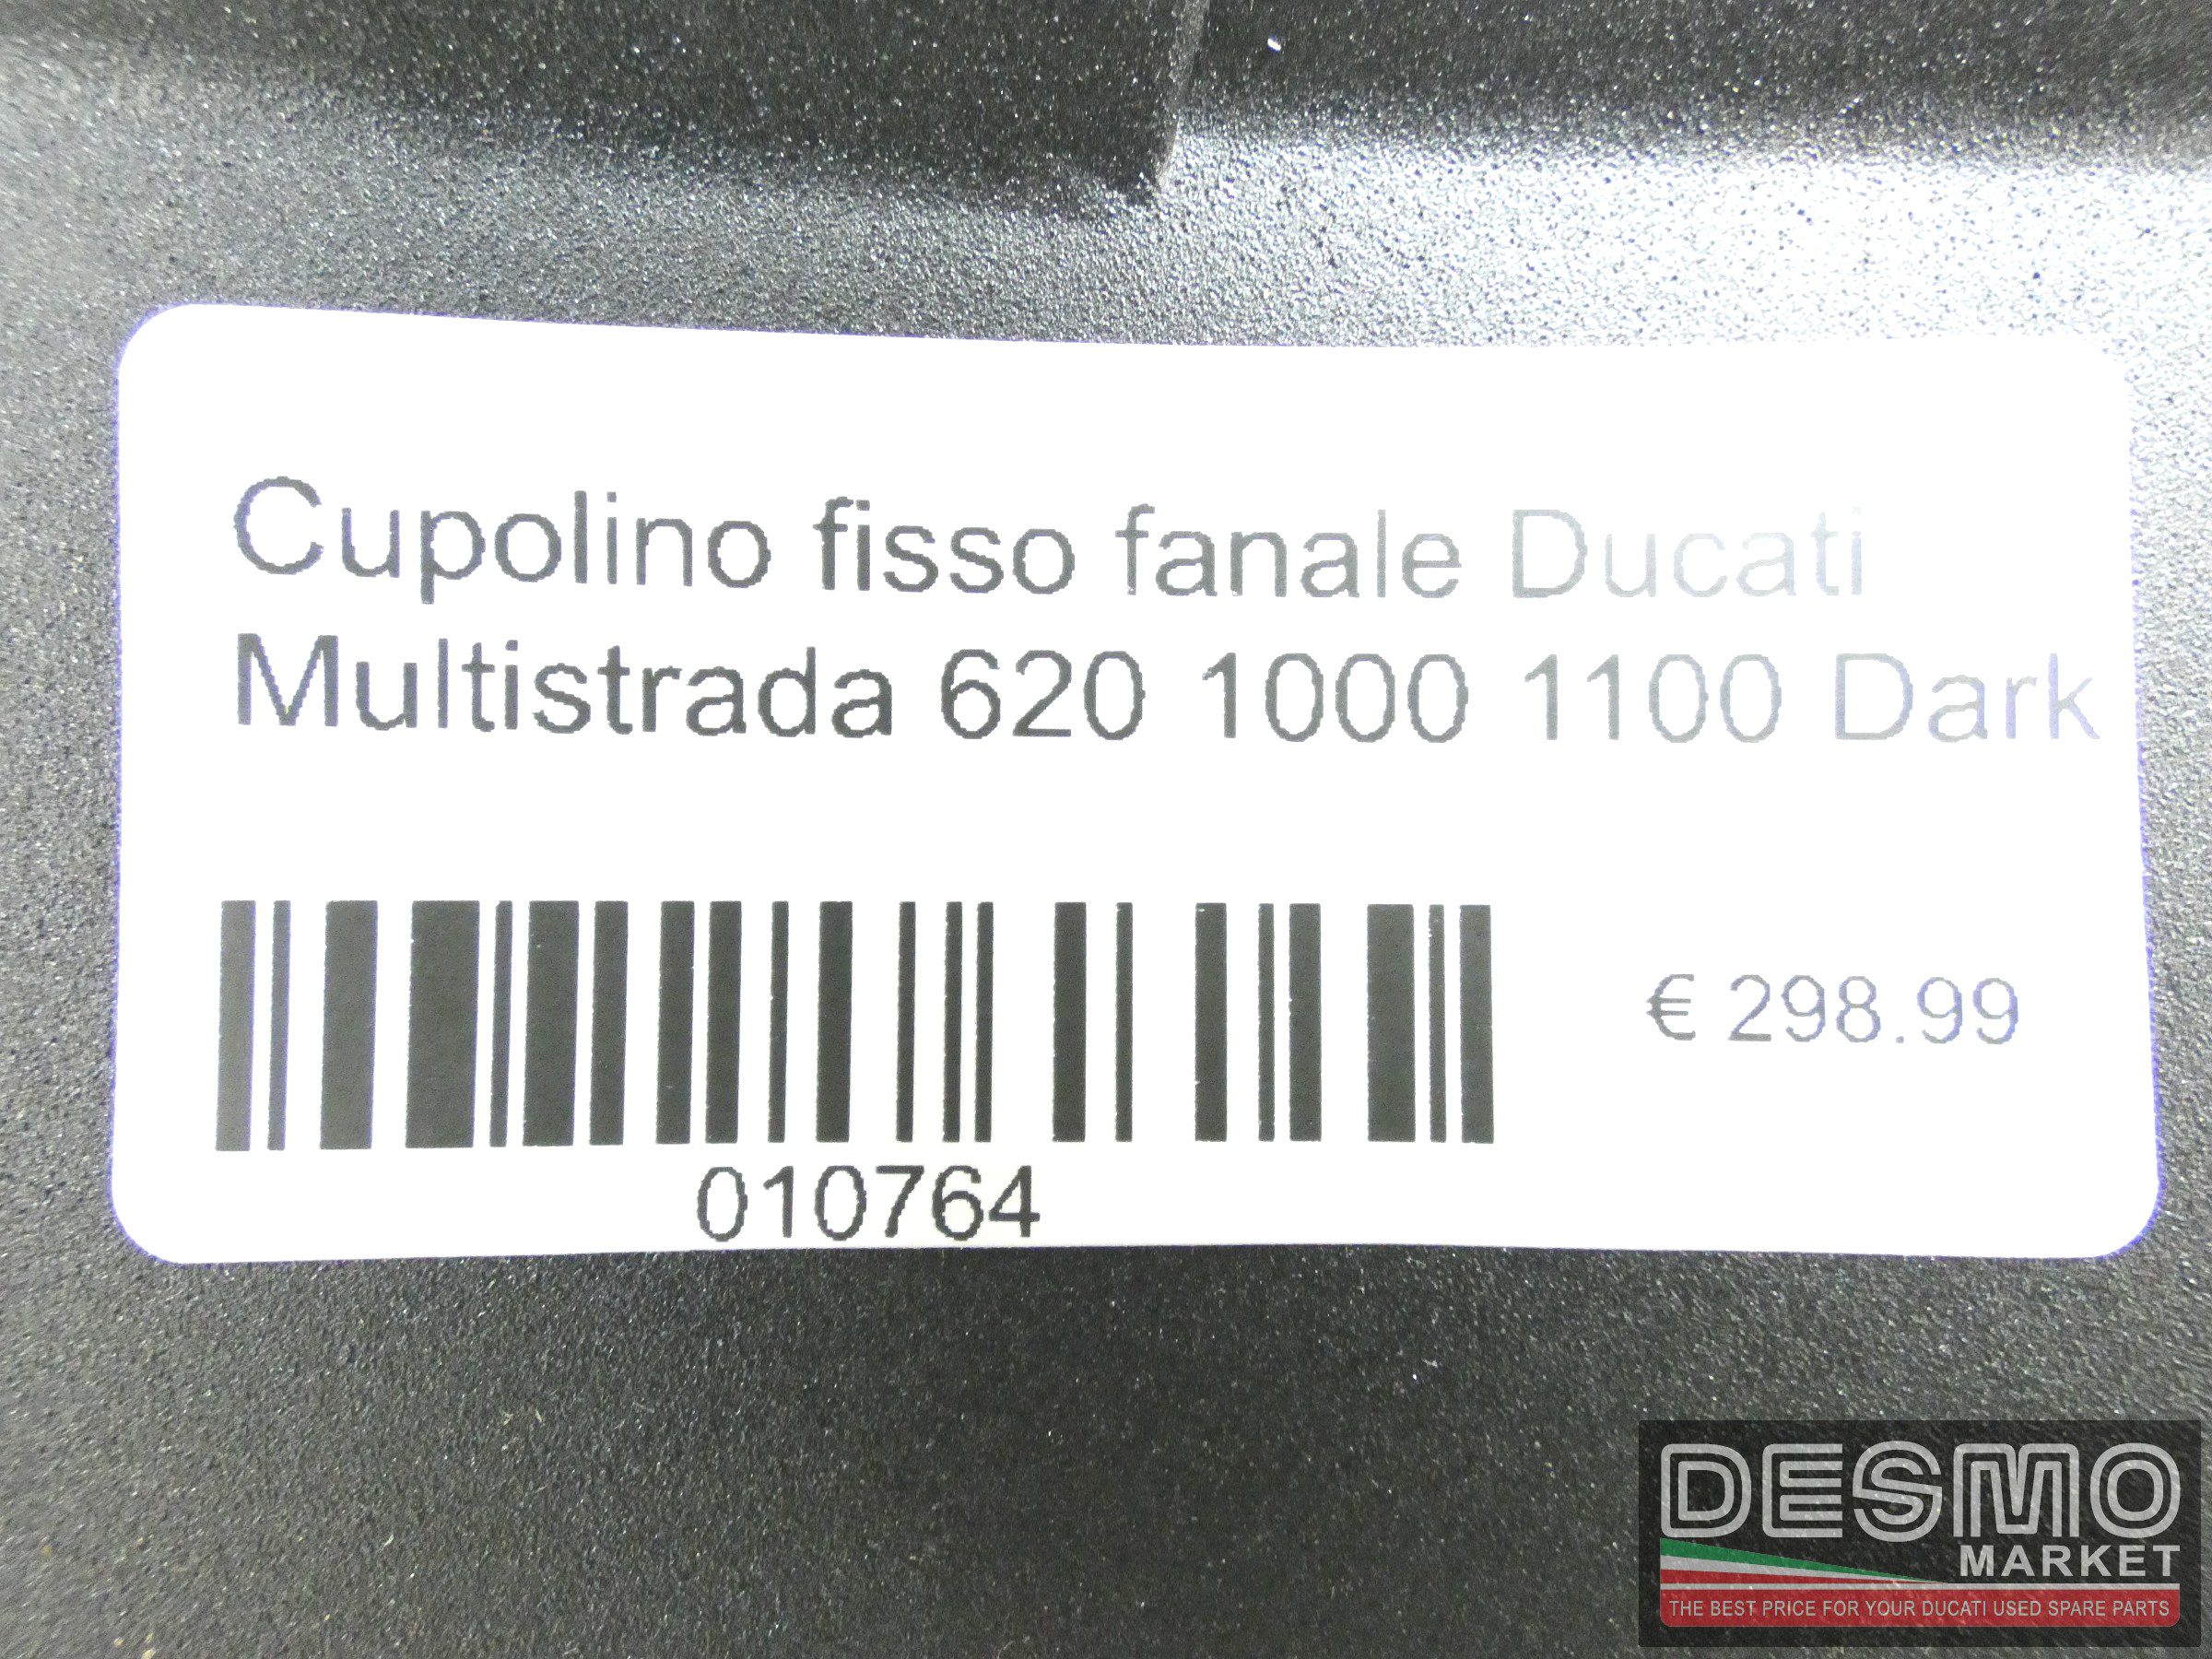 Cupolino fisso fanale Ducati
Multistrada 620 1000 1100 Dark
€ 298.99
010764
DESMO
MARKET
THE BEST PRICE FOR YOUR DUCATI USED SPARE PARTS